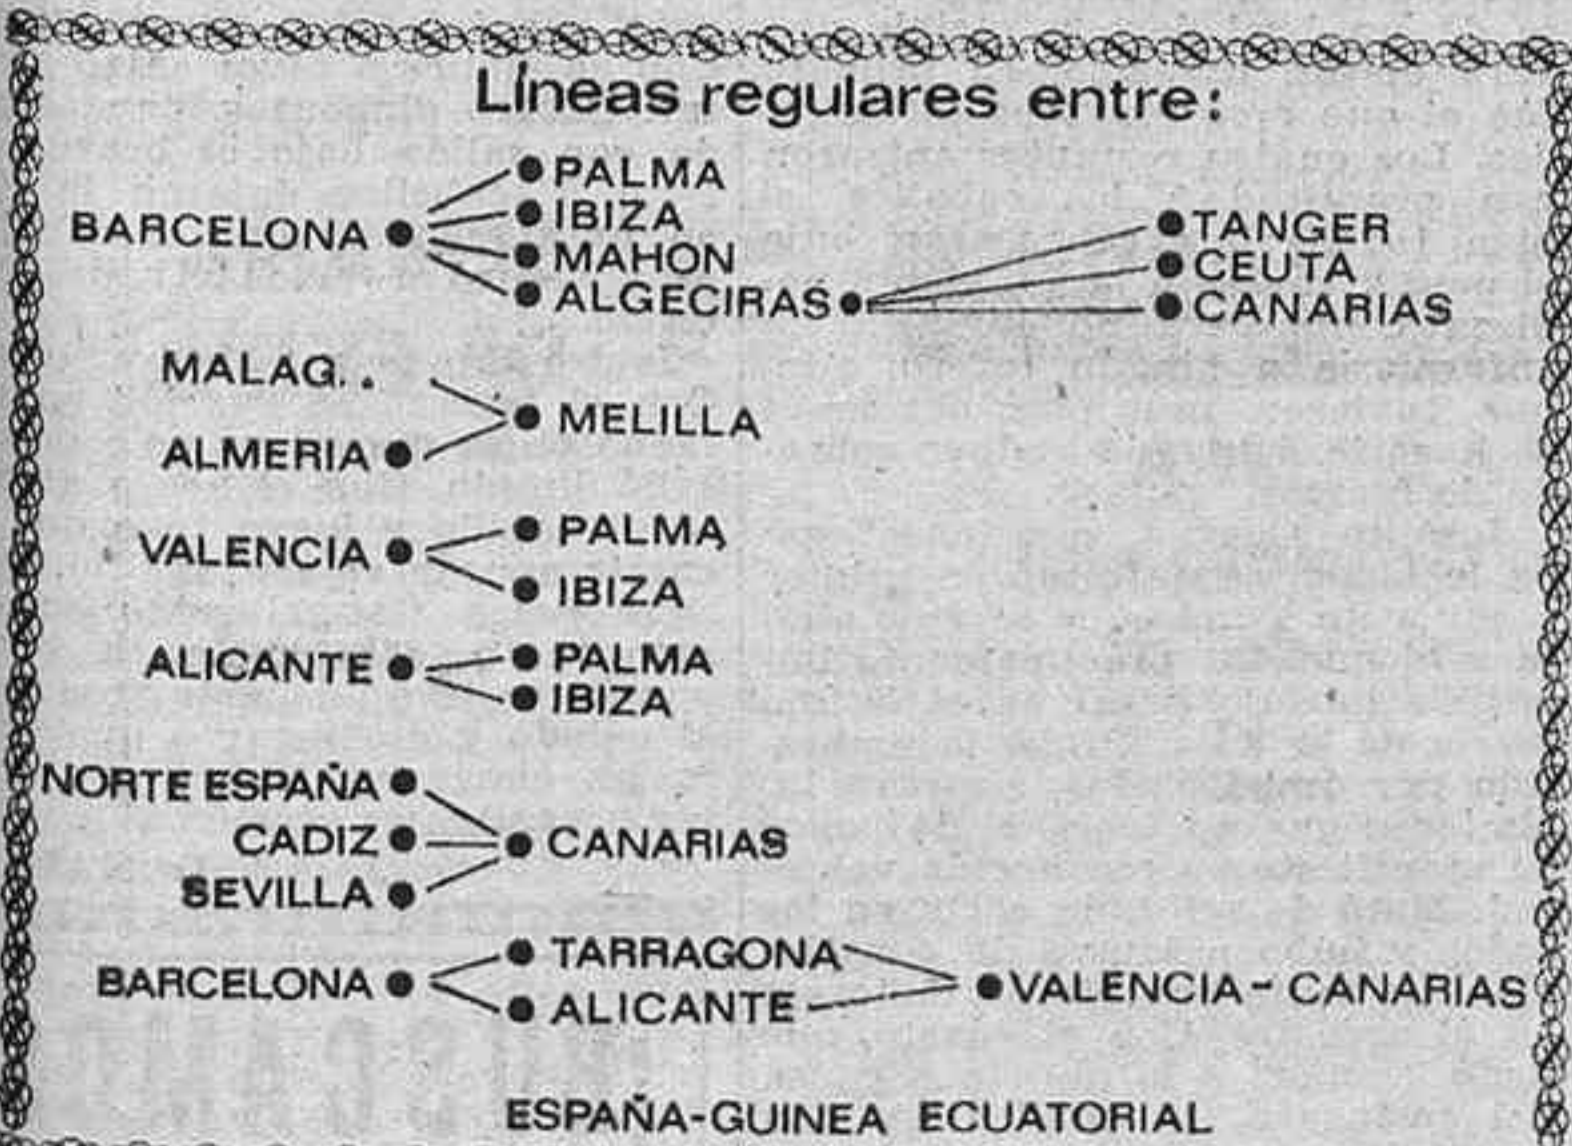 Líneas regulares entre:
BARCELONA
PALMA
IBIZA
MAHON
ALGECIRAS
TANGER
CEUTA
CANARIAS
MALAG
ALMERIA
MELILLA
VALENCIA
PALMA
IBIZA
ALICANTE
PALMA
IBIZA
NORTE ESPAÑA
CADIZ
SEVILLA
CANARIAS
BARCELONA
TARRAGONA
ALICANTE
VALENCIA - CANARIAS
ESPAÑA-GUINEA ECUATORIAL